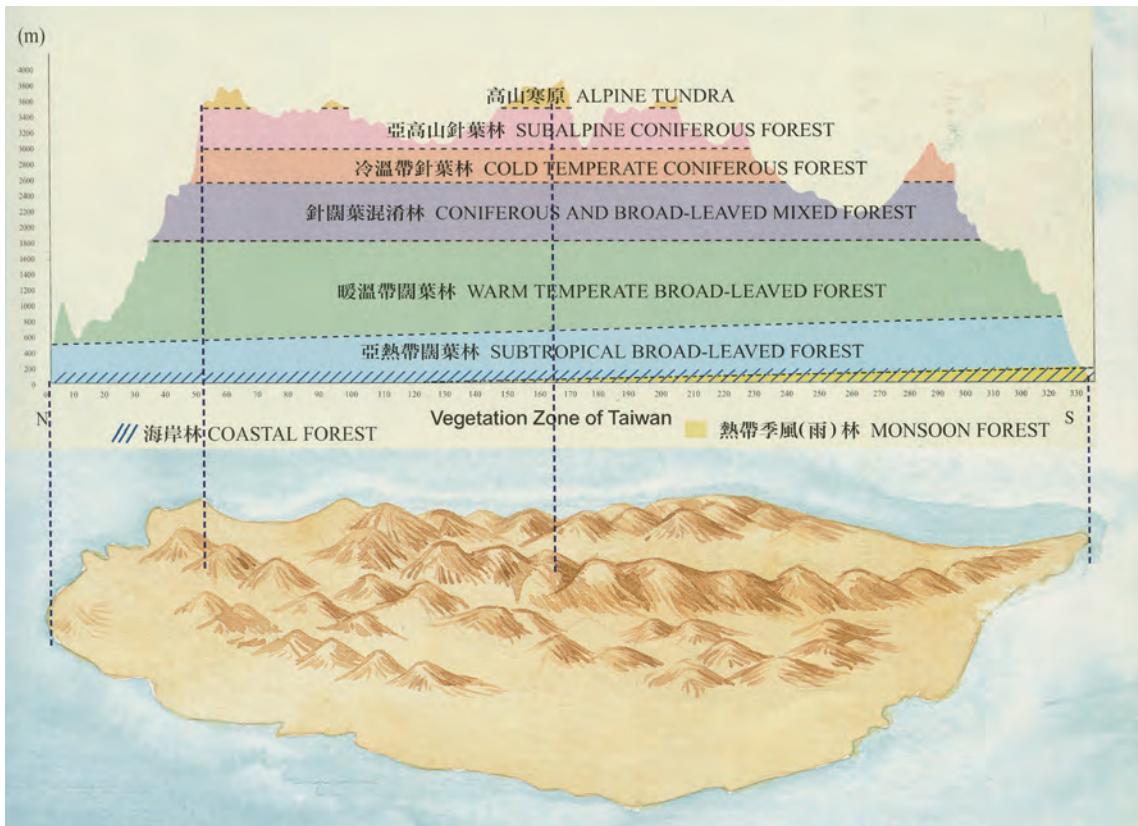 (m)
4000
3800
3600
3400
3200
3000
2800
2600
2400
2200
2000
1800
1600
1400
1200
1000
800
600
400
200
0
高山寒原 ALPINE TUNDRA
亞高山針葉林 SUBALPINE CONIFEROUS FOREST
冷溫帶針葉林 COLD TEMPERATE CONIFEROUS FOREST
針闊葉混淆林 CONIFEROUS AND BROAD-LEAVED MIXED FOREST
暖溫帶闊葉林 WARM TEMPERATE BROAD-LEAVED FOREST
亞熱帶闊葉林 SUBTROPICAL BROAD-LEAVED FOREST
0 10 20 30 40 50 60 70 80 90 100 110 120 130 140 150 160 170 180 190 200 210 220 230 240 250 260 270 280 290 300 310 320 330
N Vegetation Zone of Taiwan S
海岸林 COASTAL FOREST
熱帶季風(雨)林 MONSOON FOREST